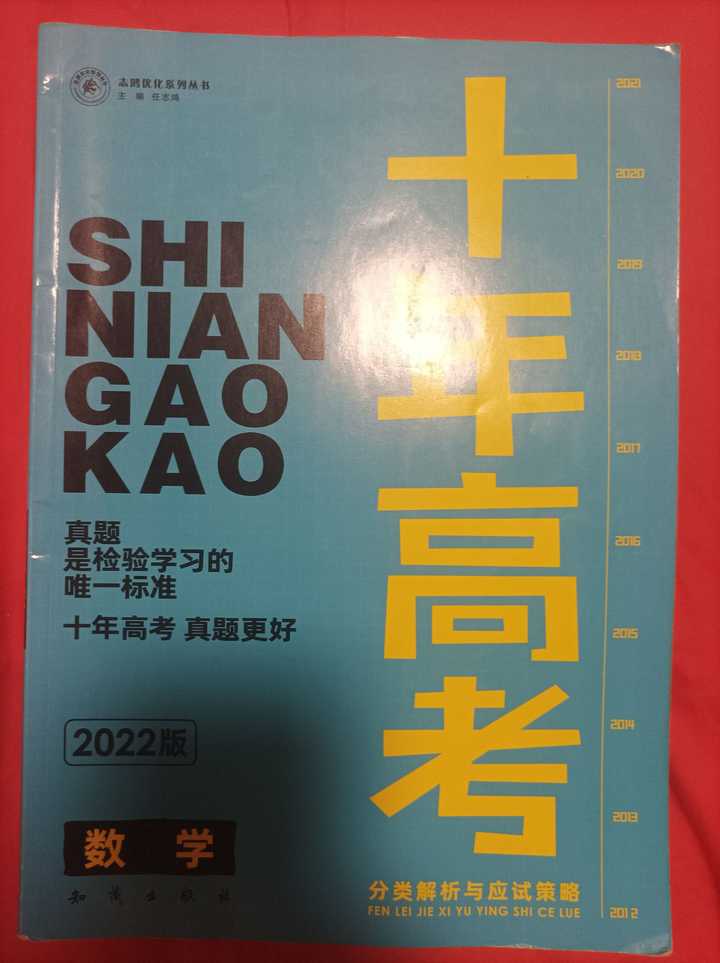 志鸿优化系列丛书
主 编 任志鸿
SHI
NIAN
GAO
KAO
真题
是检验学习的
唯一标准
十年高考 真题更好
2022版
数 学
知识出版社
十年高考
分类解析与应试策略
FEN LEI JIE XI YU YING SHI CE LUE
2021
2020
2019
2018
2017
2016
2015
2014
2013
2012